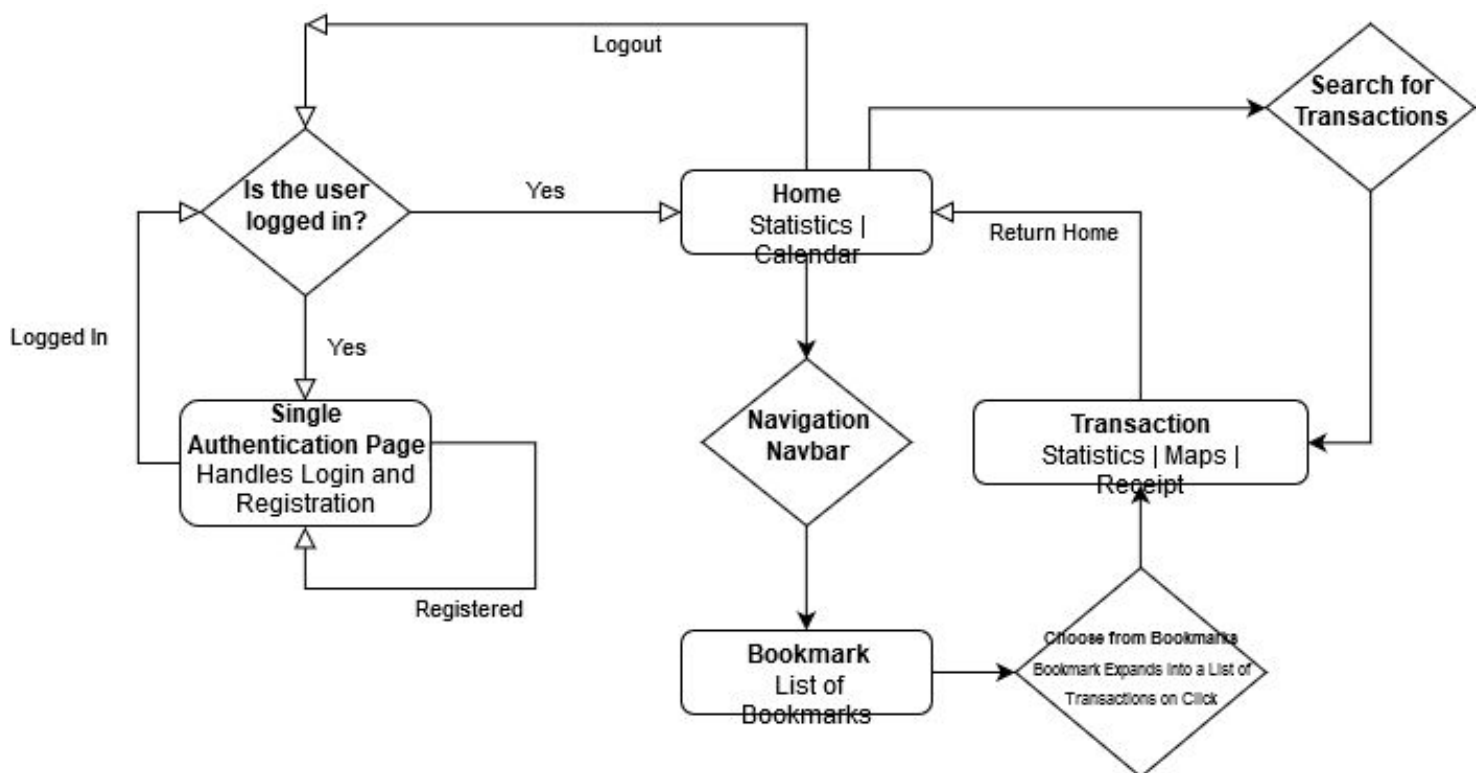 Logout
Search for
Transactions
Is the user
logged in?
Yes
Home
Statistics |
Calendar
Return Home
Logged In
Yes
Single
Authentication Page
Handles Login and
Registration
Navigation
Navbar
Transaction
Statistics | Maps |
Receipt
Registered
Bookmark
List of
Bookmarks
Choose from Bookmarks
Bookmark Expands Into a List of
Transactions on Click